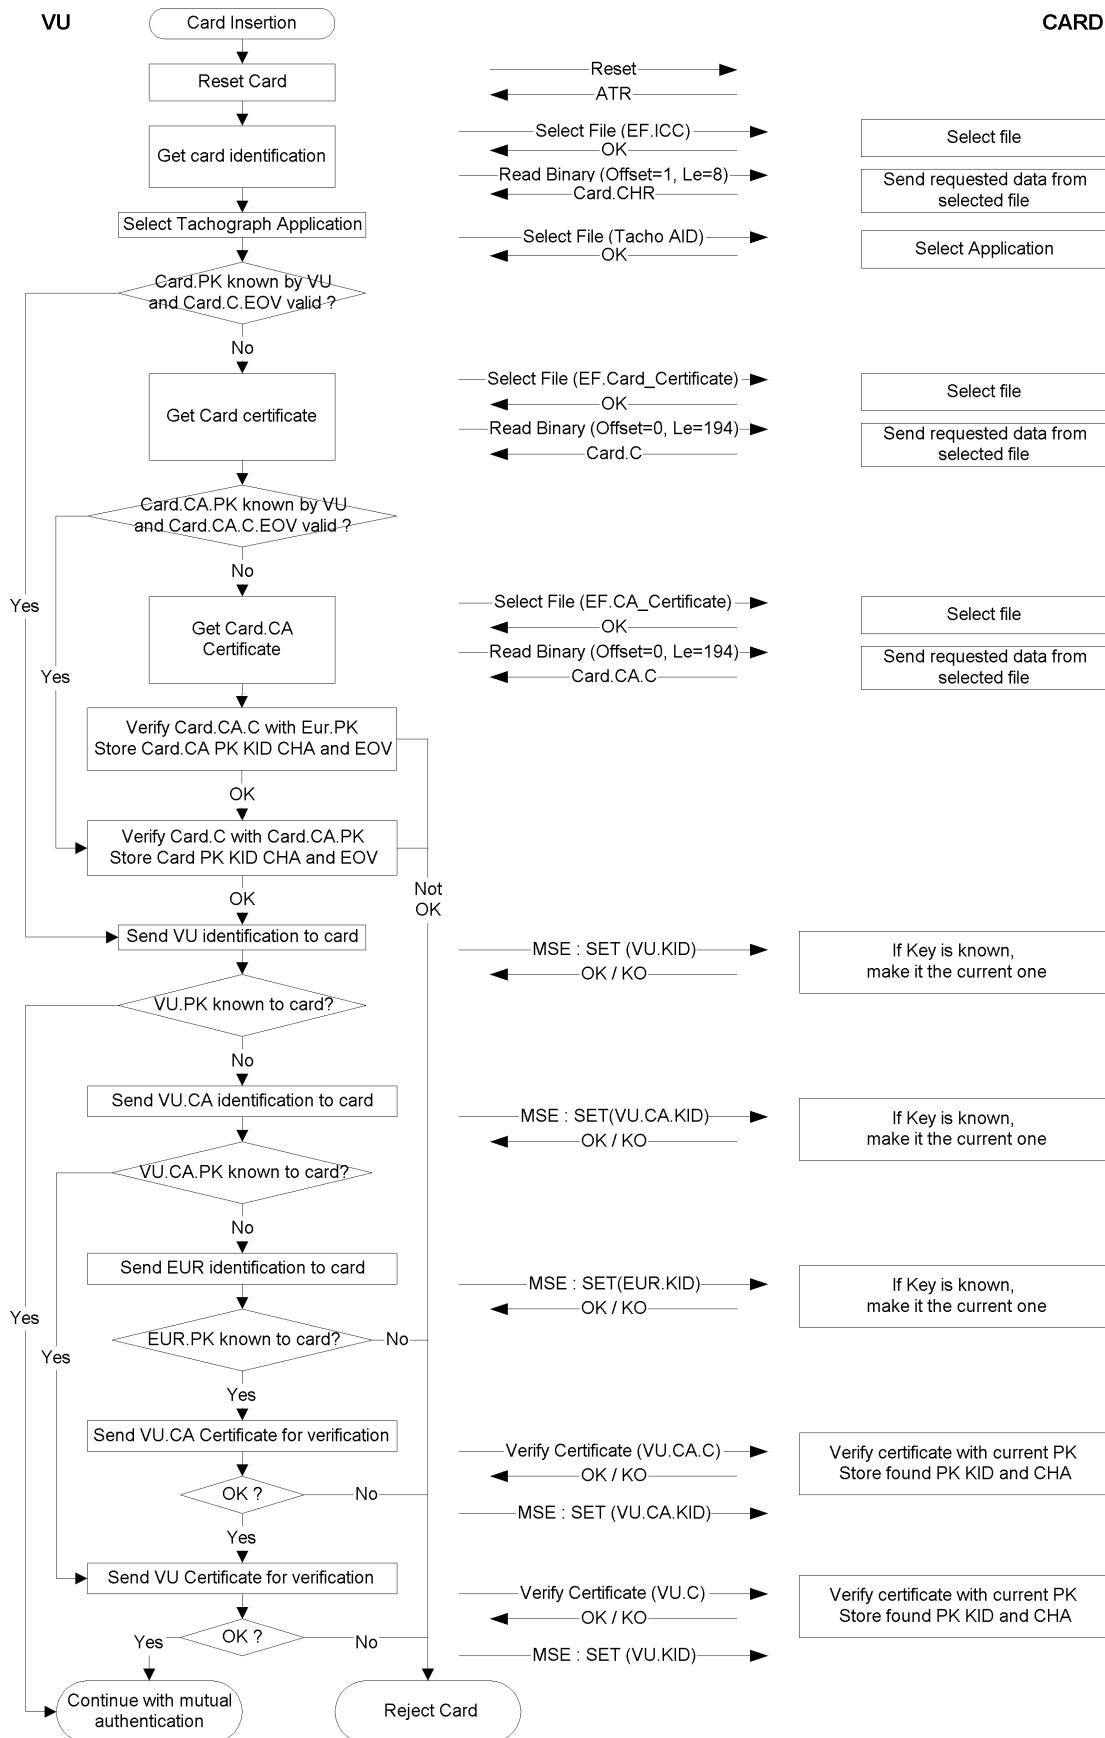 VU
Card Insertion
CARD
Reset Card
Reset
ATR
Get card identification
Select File (EF.ICC)
OK
Select file
Read Binary (Offset=1, Le=8)
Card.CHR
Send requested data from
selected file
Select Tachograph Application
Select File (Tacho AID)
OK
Select Application
Card.PK known by VU
and Card.C.EOV valid ?
No
Get Card certificate
Select File (EF.Card_Certificate)
OK
Select file
Read Binary (Offset=0, Le=194)
Card.C
Send requested data from
selected file
Card.CA.PK known by VU
and Card.CA.C.EOV valid ?
No
Yes
Get Card.CA
Certificate
Select File (EF.CA_Certificate)
OK
Select file
Yes
Read Binary (Offset=0, Le=194)
Card.CA.C
Send requested data from
selected file
Verify Card.CA.C with Eur.PK
Store Card.CA PK KID CHA and EOV
OK
Verify Card.C with Card.CA.PK
Store Card PK KID CHA and EOV
OK
Not
OK
Send VU identification to card
MSE : SET (VU.KID)
OK / KO
If Key is known,
make it the current one
VU.PK known to card?
No
Send VU.CA identification to card
MSE : SET(VU.CA.KID)
OK / KO
If Key is known,
make it the current one
VU.CA.PK known to card?
No
Send EUR identification to card
MSE : SET(EUR.KID)
OK / KO
If Key is known,
make it the current one
Yes
EUR.PK known to card?
No
Yes
Yes
Send VU.CA Certificate for verification
Verify Certificate (VU.CA.C)
OK / KO
Verify certificate with current PK
Store found PK KID and CHA
OK ?
No
MSE : SET (VU.CA.KID)
Yes
Send VU Certificate for verification
Verify Certificate (VU.C)
OK / KO
Verify certificate with current PK
Store found PK KID and CHA
OK ?
Yes
No
MSE : SET (VU.KID)
Continue with mutual
authentication
Reject Card